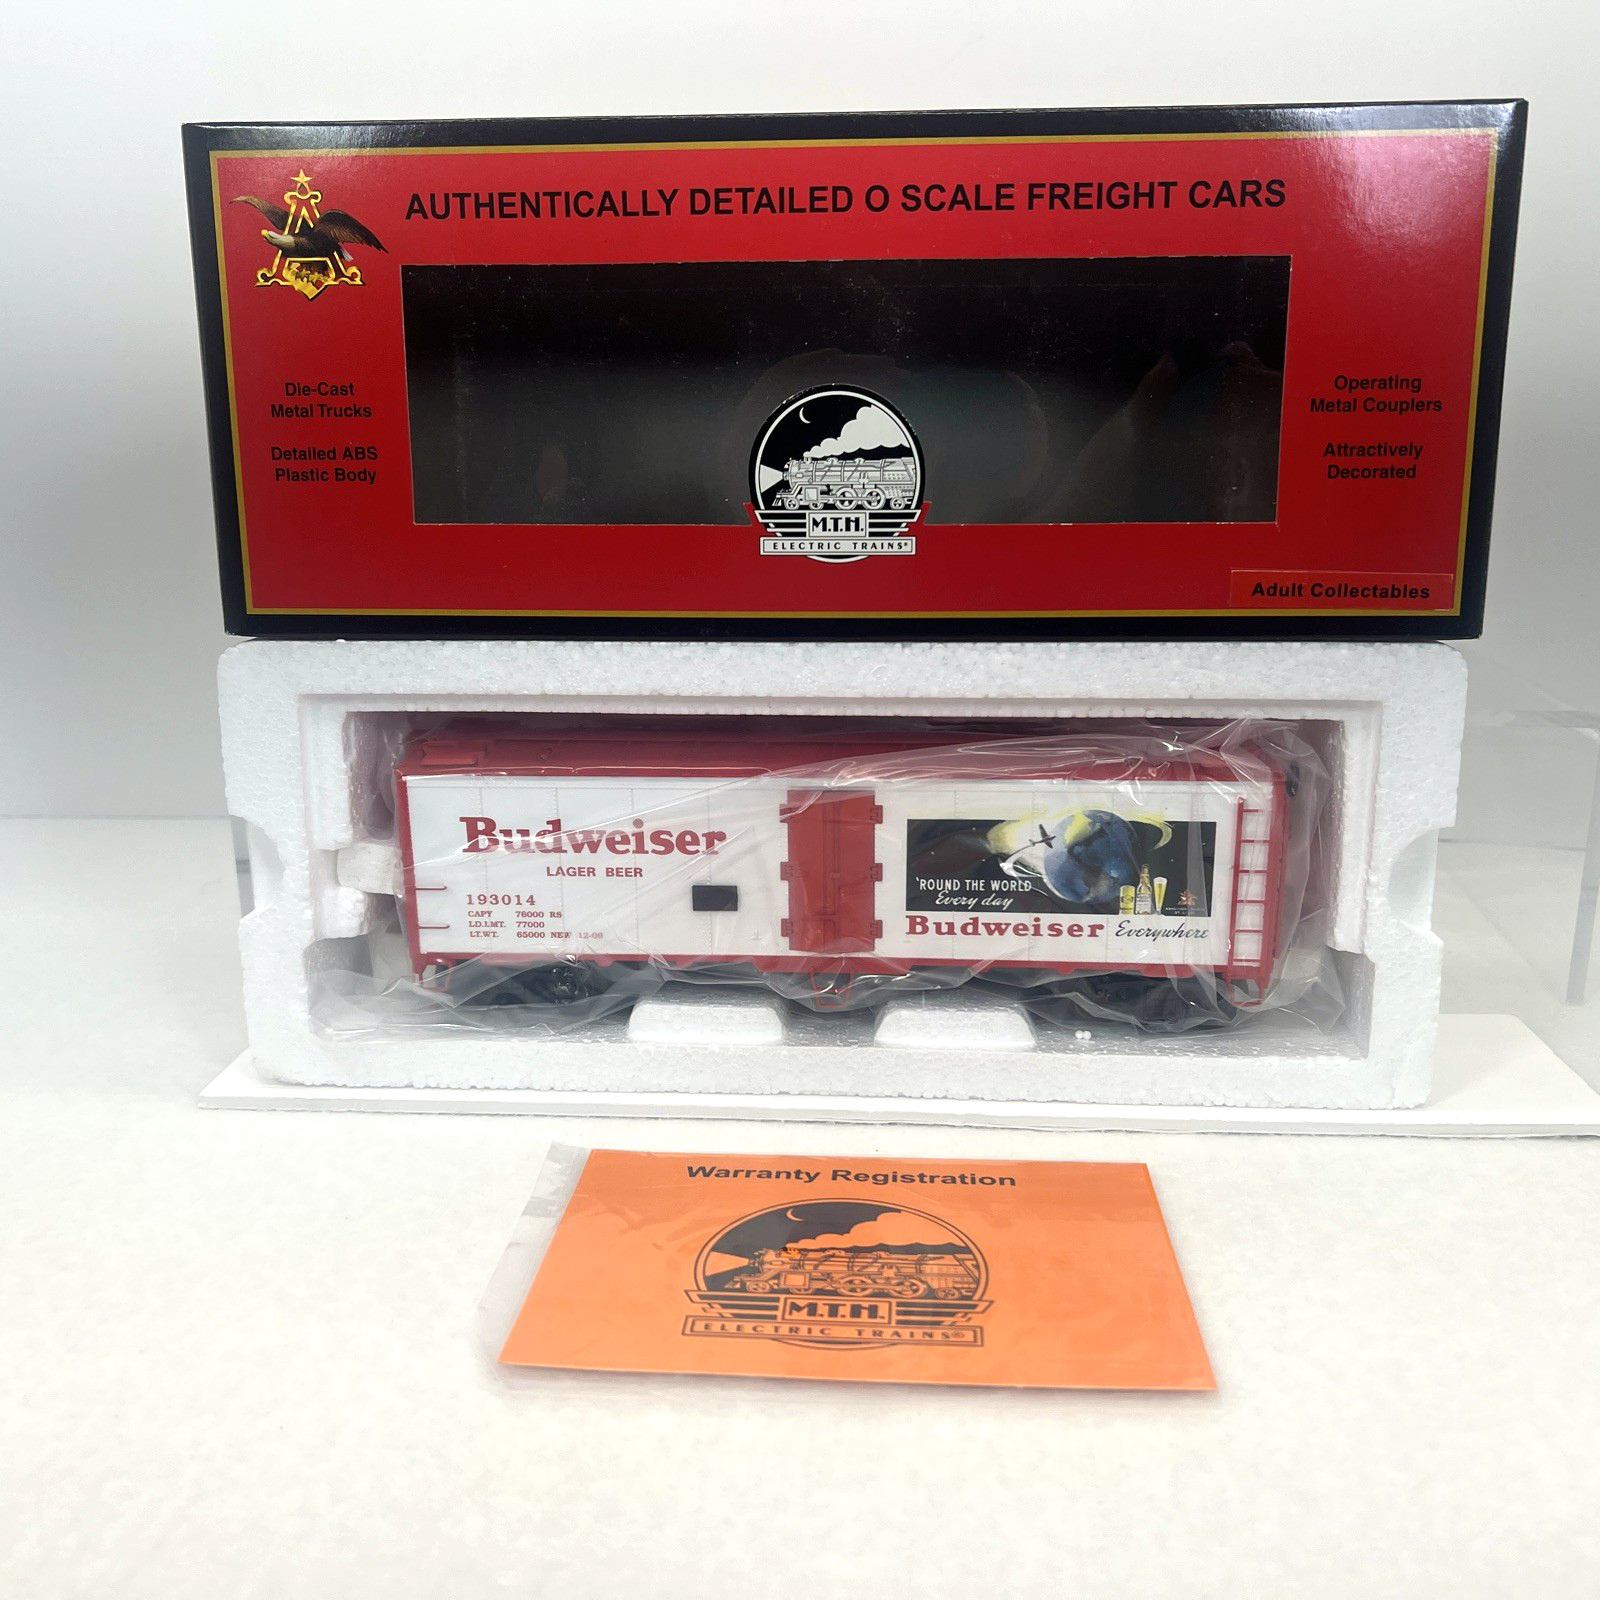 AUTHENTICALLY DETAILED O SCALE FREIGHT CARS
Die-Cast
Metal Trucks
Detailed ABS
Plastic Body
Operating
Metal Couplers
Attractively
Decorated
M.T.H.
ELECTRIC TRAINS®
Adult Collectables
Budweiser
LAGER BEER
193014
CAPY 76000 RS
LD.LMT. 77000
LT.WT. 65000 NEW 12-00
'ROUND THE WORLD
Every day
Budweiser Everywhere
Warranty Registration
M.T.H.
ELECTRIC TRAINS®